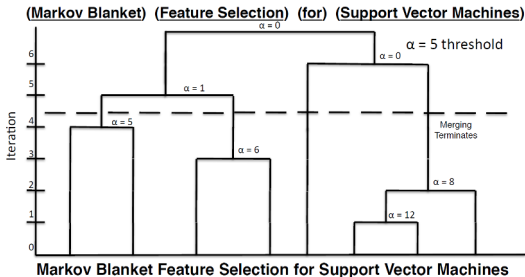 (Markov Blanket) (Feature Selection) (for) (Support Vector Machines)
α = 0
α = 5 threshold
α = 0
6
α = 1
5
Merging
Terminates
α = 5
4
Iteration
α = 6
3
α = 8
2
α = 12
1
0
Markov Blanket Feature Selection for Support Vector Machines